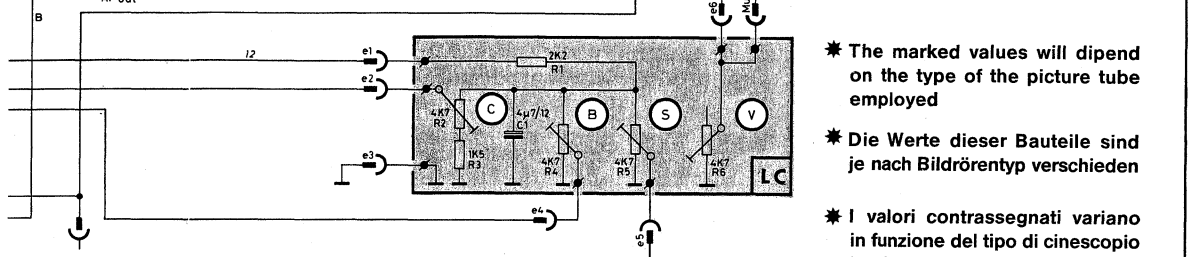 B
12
e1
e2
e3
e4
e5
e6
2K2
R1
4K7
R2
C
4µ7/12
C1
B
S
V
1K5
R3
4K7
R4
4K7
R5
4K7
R6
LC
✷ The marked values will dipend
on the type of the picture tube
employed
✷ Die Werte dieser Bauteile sind
je nach Bildrörentyp verschieden
✷ I valori contrassegnati variano
in funzione del tipo di cinescopio